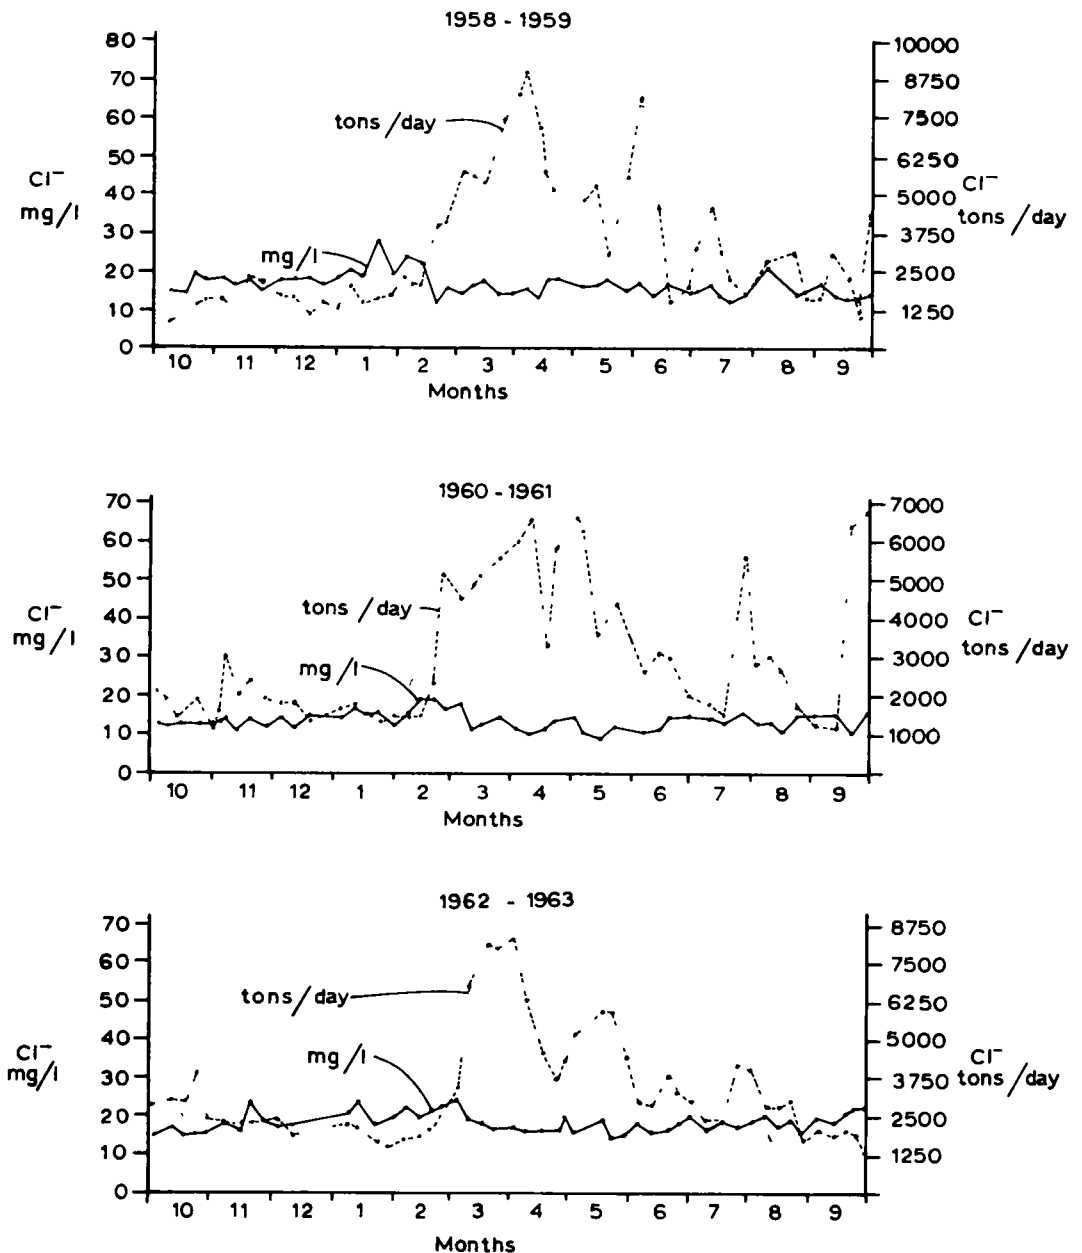 1958 - 1959
80
70
60
50
40
30
20
10
0
Cl⁻
mg/l
tons/day
mg/l
10000
8750
7500
6250
5000
3750
2500
1250
Cl⁻
tons/day
10 11 12 1 2 3 4 5 6 7 8 9
Months
1960 - 1961
70
60
50
40
30
20
10
0
Cl⁻
mg/l
tons/day
mg/l
7000
6000
5000
4000
3000
2000
1000
Cl⁻
tons/day
10 11 12 1 2 3 4 5 6 7 8 9
Months
1962 - 1963
70
60
50
40
30
20
10
0
Cl⁻
mg/l
tons/day
mg/l
8750
7500
6250
5000
3750
2500
1250
Cl⁻
tons/day
10 11 12 1 2 3 4 5 6 7 8 9
Months